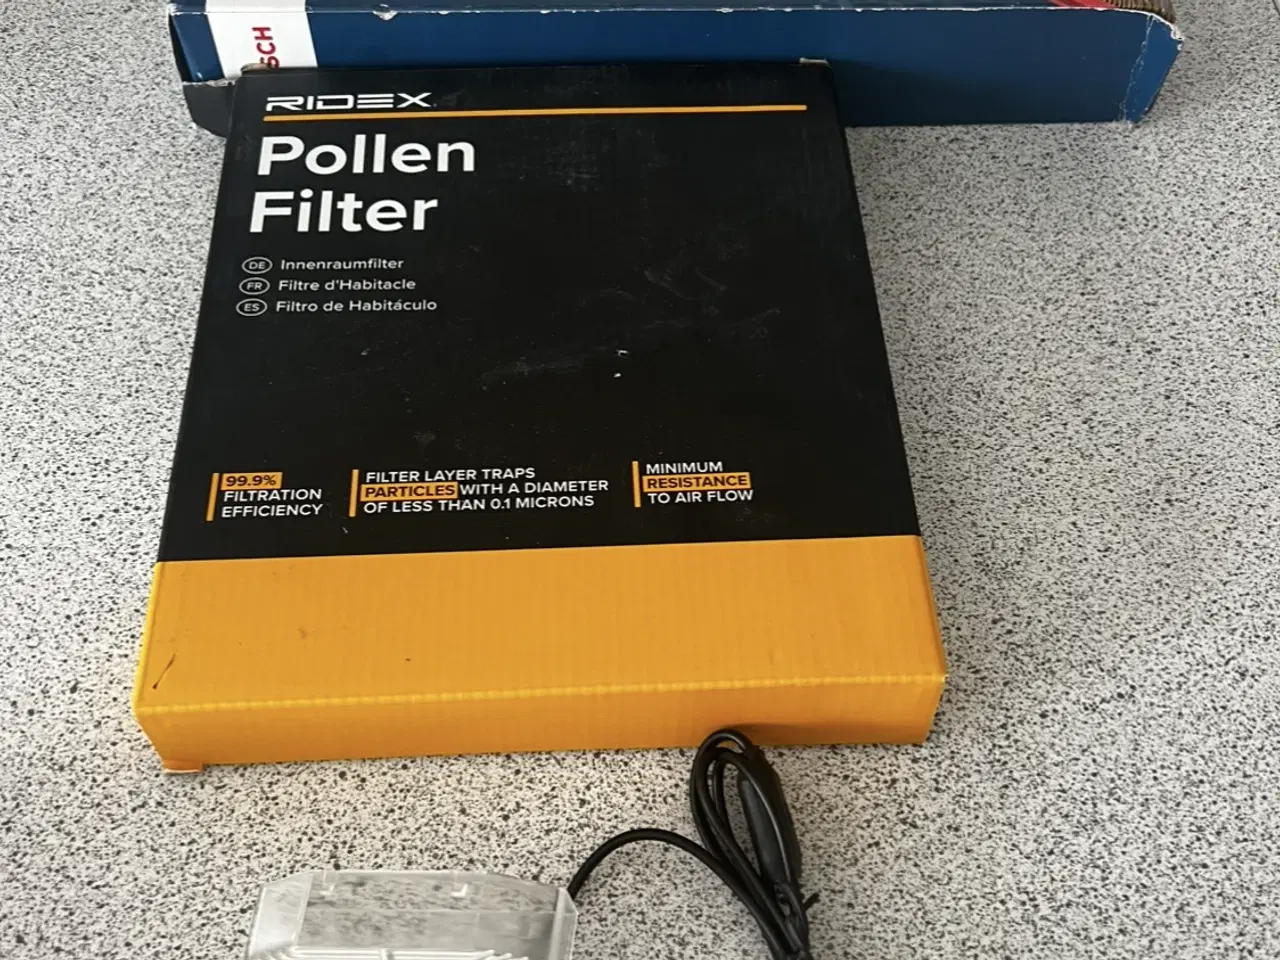 SCH
RIDEX
Pollen
Filter
DE Innenraumfilter
FR Filtre d'Habitacle
ES Filtro de Habitáculo
99.9%
FILTRATION
EFFICIENCY
FILTER LAYER TRAPS
PARTICLES WITH A DIAMETER
OF LESS THAN 0.1 MICRONS
MINIMUM
RESISTANCE
TO AIR FLOW